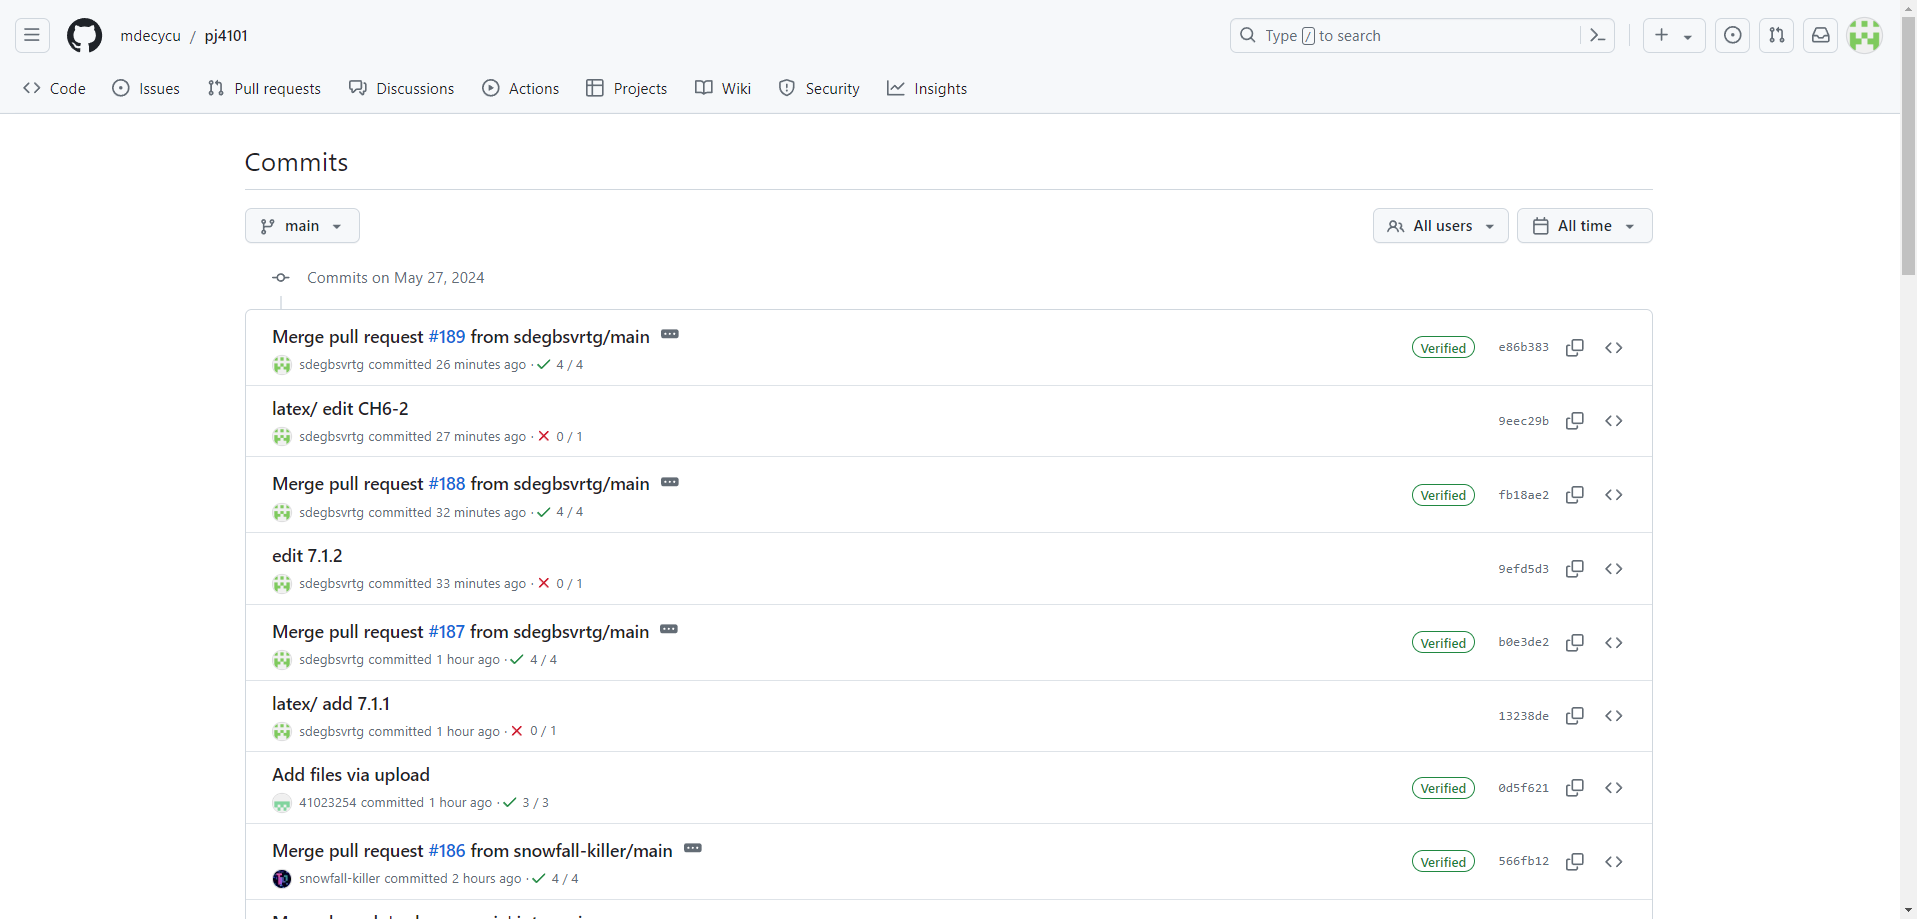 mdecycu / pj4101
Type / to search
Code Issues Pull requests Discussions Actions Projects Wiki Security Insights
Commits
main All users All time
Commits on May 27, 2024
Merge pull request #189 from sdegbsvrtg/main
sdegbsvrtg committed 26 minutes ago · 4 / 4
Verified e86b383
latex/ edit CH6-2
sdegbsvrtg committed 27 minutes ago · 0 / 1
9eec29b
Merge pull request #188 from sdegbsvrtg/main
sdegbsvrtg committed 32 minutes ago · 4 / 4
Verified fb18ae2
edit 7.1.2
sdegbsvrtg committed 33 minutes ago · 0 / 1
9efd5d3
Merge pull request #187 from sdegbsvrtg/main
sdegbsvrtg committed 1 hour ago · 4 / 4
Verified b0e3de2
latex/ add 7.1.1
sdegbsvrtg committed 1 hour ago · 0 / 1
13238de
Add files via upload
41023254 committed 1 hour ago · 3 / 3
Verified 0d5f621
Merge pull request #186 from snowfall-killer/main
snowfall-killer committed 2 hours ago · 4 / 4
Verified 566fb12